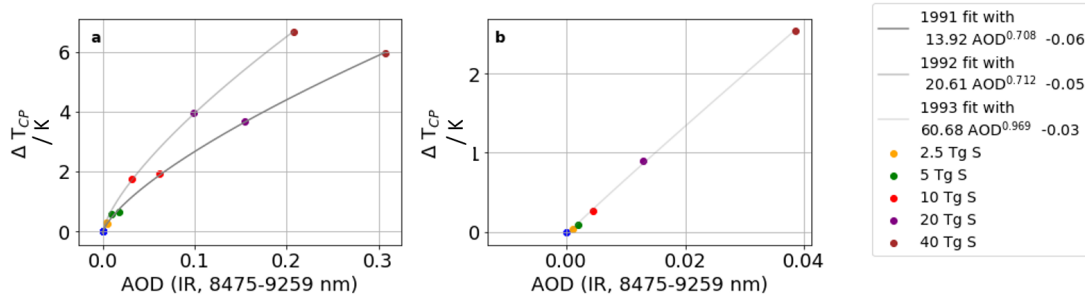 a
6
4
2
0
Δ T_CP
/ K
0.0 0.1 0.2 0.3
AOD (IR, 8475-9259 nm)
b
2
1
0
Δ T_CP
/ K
0.00 0.02 0.04
AOD (IR, 8475-9259 nm)
1991 fit with
13.92 AOD^0.708 -0.06
1992 fit with
20.61 AOD^0.712 -0.05
1993 fit with
60.68 AOD^0.969 -0.03
2.5 Tg S
5 Tg S
10 Tg S
20 Tg S
40 Tg S